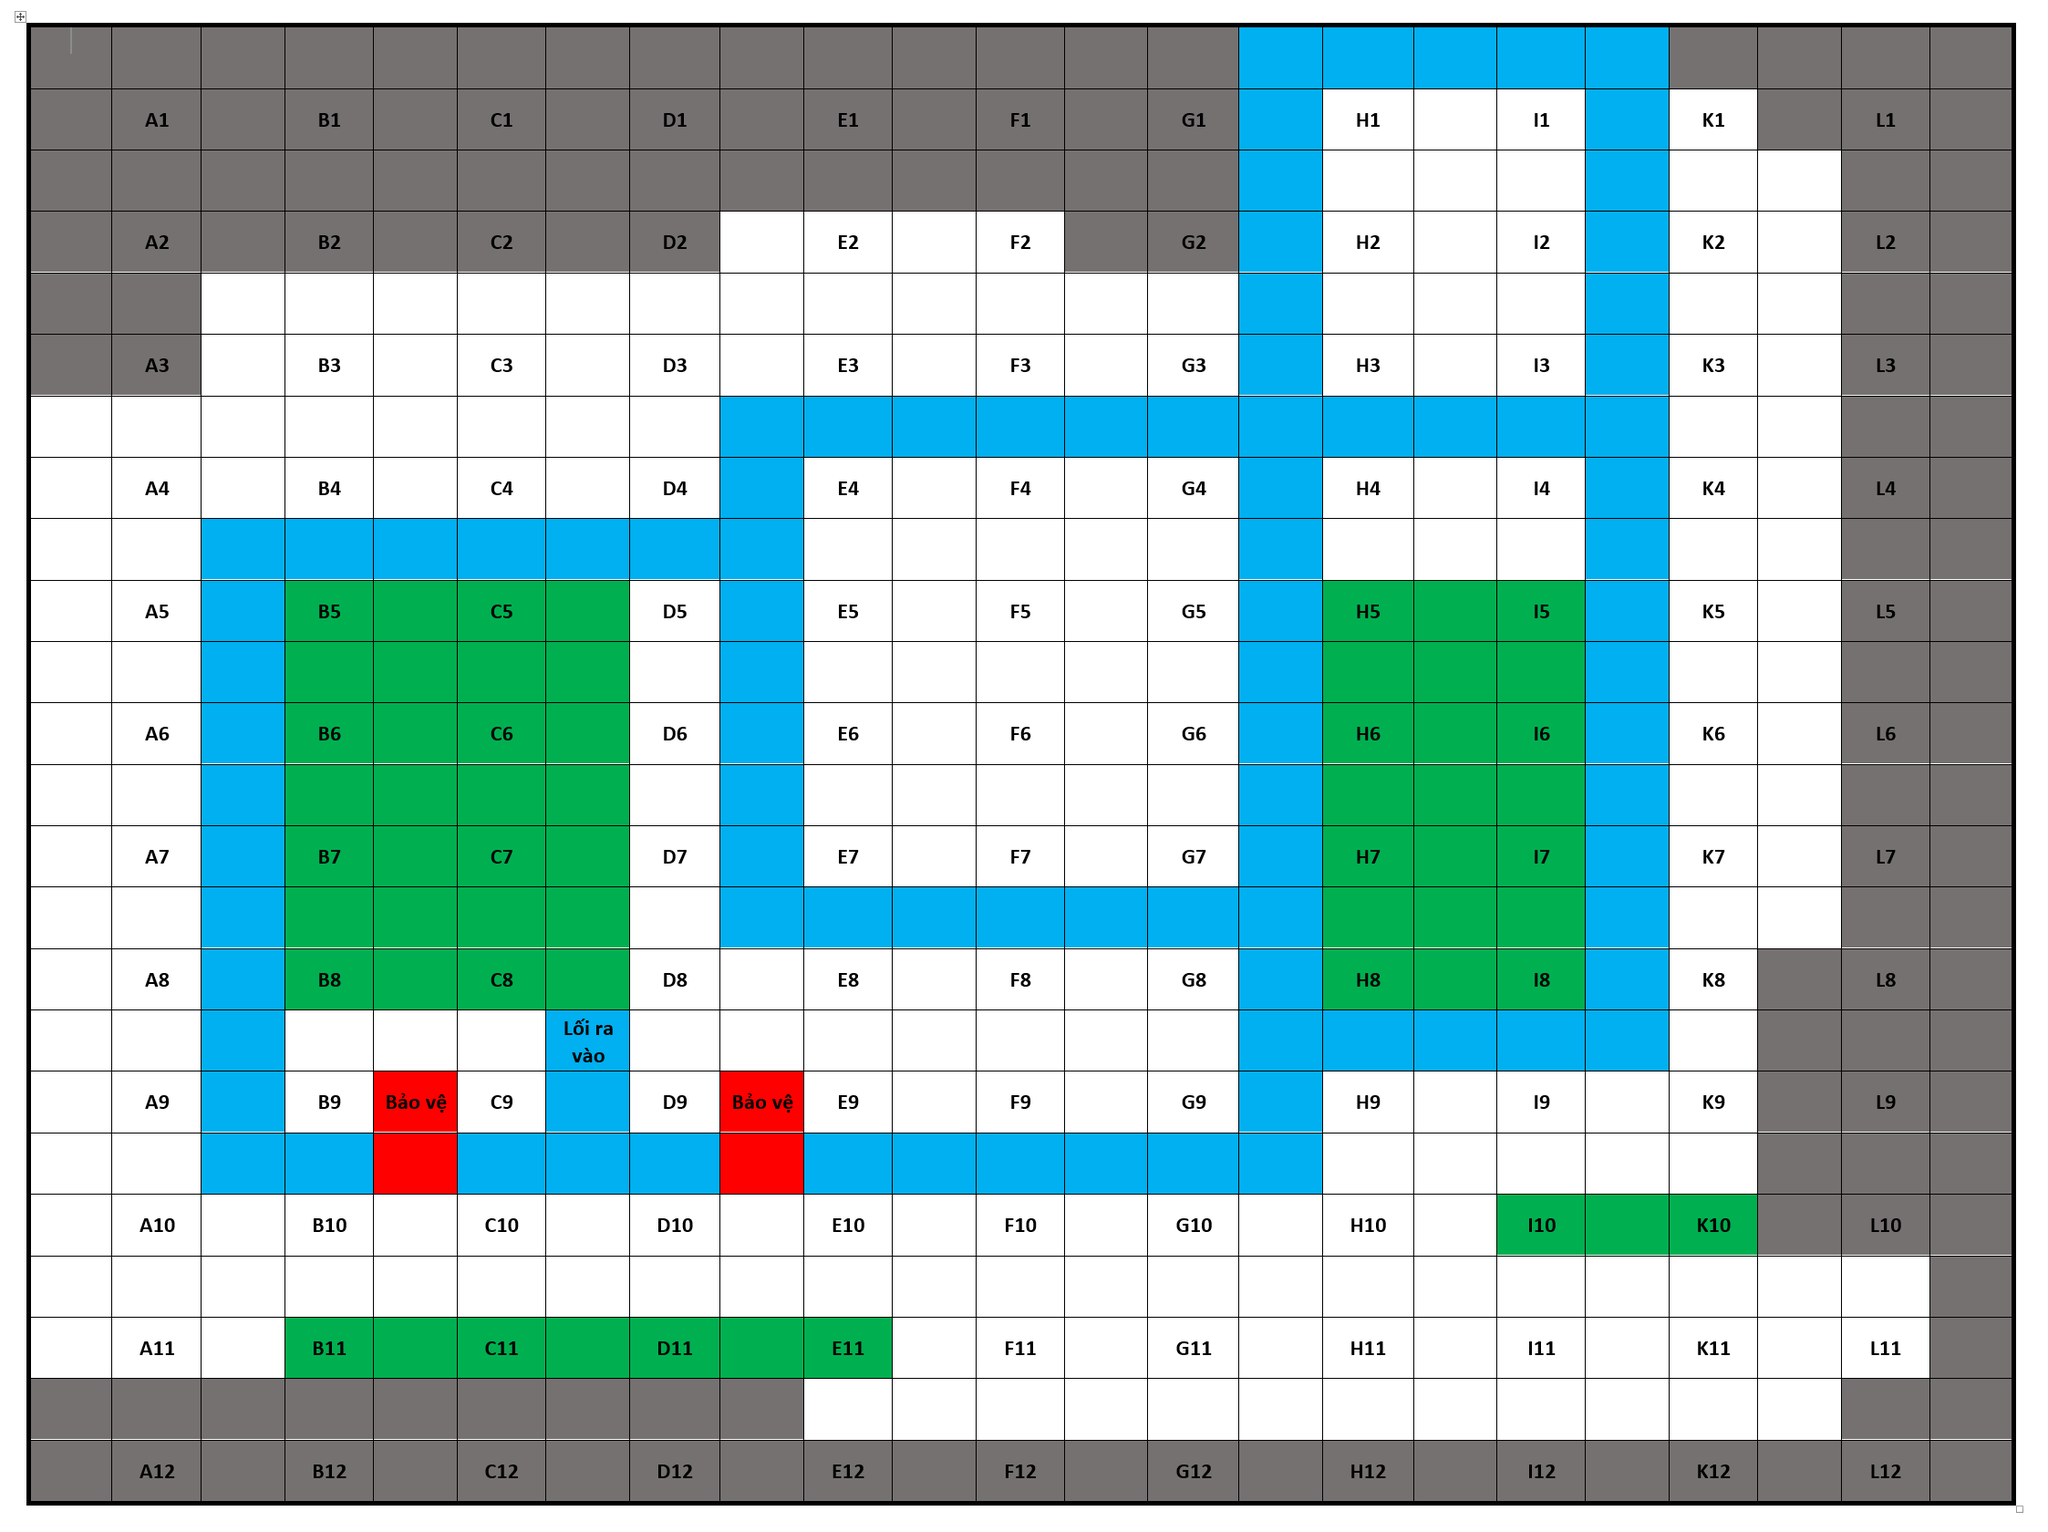 A1 B1 C1 D1 E1 F1 G1 H1 I1 K1 L1
A2 B2 C2 D2 E2 F2 G2 H2 I2 K2 L2
A3 B3 C3 D3 E3 F3 G3 H3 I3 K3 L3
A4 B4 C4 D4 E4 F4 G4 H4 I4 K4 L4
A5 B5 C5 D5 E5 F5 G5 H5 I5 K5 L5
A6 B6 C6 D6 E6 F6 G6 H6 I6 K6 L6
A7 B7 C7 D7 E7 F7 G7 H7 I7 K7 L7
A8 B8 C8 D8 E8 F8 G8 H8 I8 K8 L8
Lối ra
vào
A9 B9 Bảo vệ C9 D9 Bảo vệ E9 F9 G9 H9 I9 K9 L9
A10 B10 C10 D10 E10 F10 G10 H10 I10 K10 L10
A11 B11 C11 D11 E11 F11 G11 H11 I11 K11 L11
A12 B12 C12 D12 E12 F12 G12 H12 I12 K12 L12